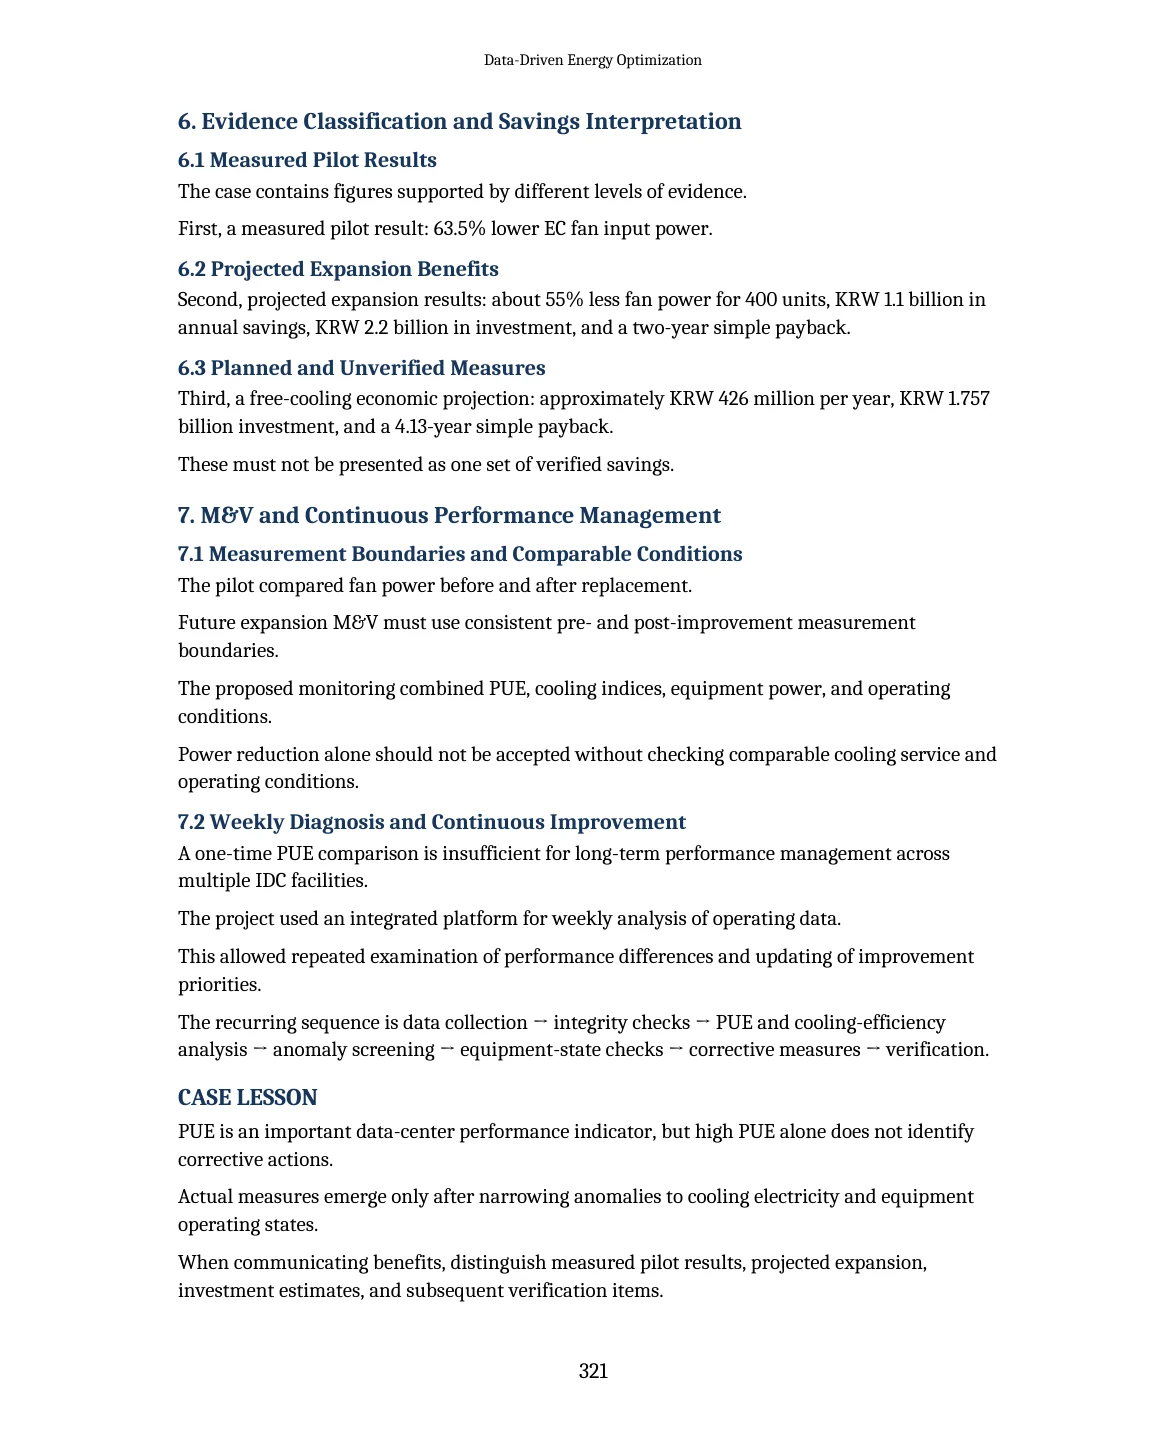 Data-Driven Energy Optimization
6. Evidence Classification and Savings Interpretation
6.1 Measured Pilot Results
The case contains figures supported by different levels of evidence.
First, a measured pilot result: 63.5% lower EC fan input power.
6.2 Projected Expansion Benefits
Second, projected expansion results: about 55% less fan power for 400 units, KRW 1.1 billion in
annual savings, KRW 2.2 billion in investment, and a two-year simple payback.
6.3 Planned and Unverified Measures
Third, a free-cooling economic projection: approximately KRW 426 million per year, KRW 1.757
billion investment, and a 4.13-year simple payback.
These must not be presented as one set of verified savings.
7. M&V and Continuous Performance Management
7.1 Measurement Boundaries and Comparable Conditions
The pilot compared fan power before and after replacement.
Future expansion M&V must use consistent pre- and post-improvement measurement
boundaries.
The proposed monitoring combined PUE, cooling indices, equipment power, and operating
conditions.
Power reduction alone should not be accepted without checking comparable cooling service and
operating conditions.
7.2 Weekly Diagnosis and Continuous Improvement
A one-time PUE comparison is insufficient for long-term performance management across
multiple IDC facilities.
The project used an integrated platform for weekly analysis of operating data.
This allowed repeated examination of performance differences and updating of improvement
priorities.
The recurring sequence is data collection → integrity checks → PUE and cooling-efficiency
analysis → anomaly screening → equipment-state checks → corrective measures → verification.
CASE LESSON
PUE is an important data-center performance indicator, but high PUE alone does not identify
corrective actions.
Actual measures emerge only after narrowing anomalies to cooling electricity and equipment
operating states.
When communicating benefits, distinguish measured pilot results, projected expansion,
investment estimates, and subsequent verification items.
321